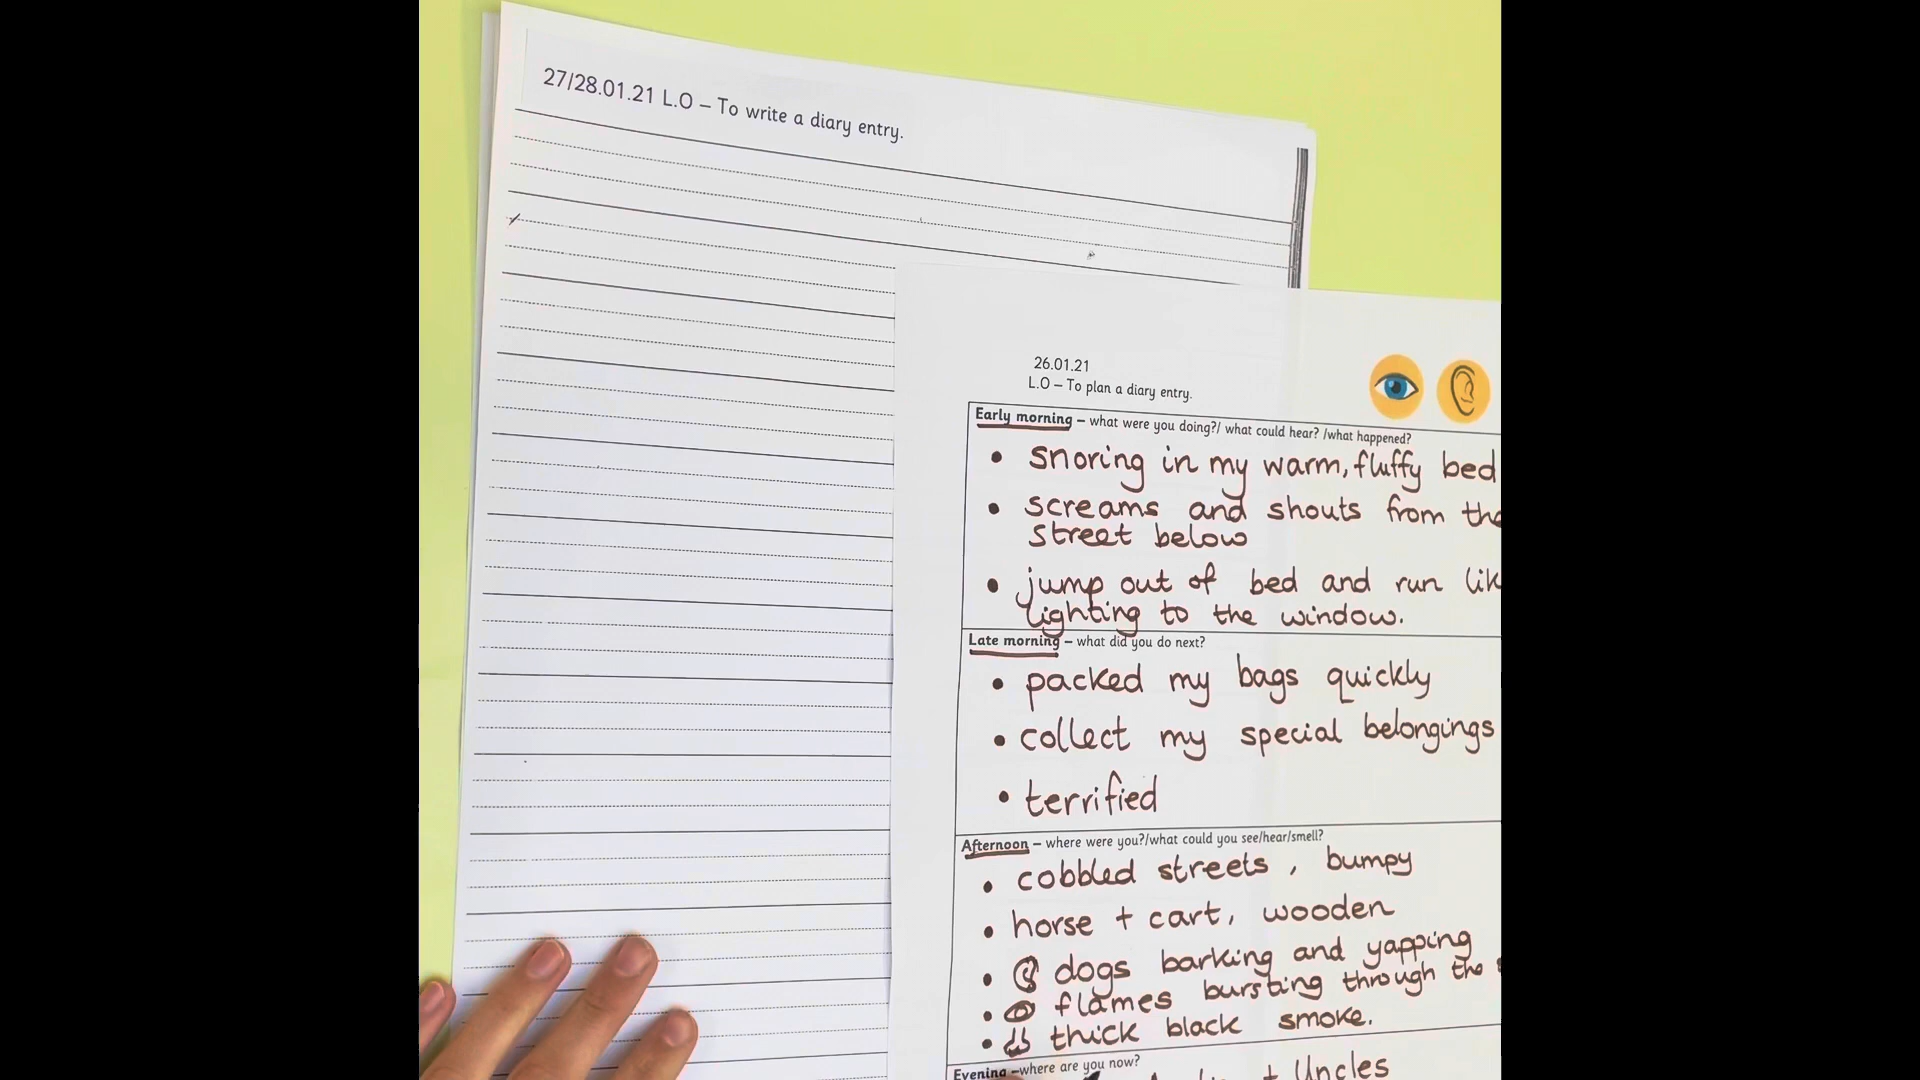 27/28.01.21 L.O – To write a diary entry.
26.01.21
L.O – To plan a diary entry.
Early morning – what were you doing?/ what could hear? /what happened?
• snoring in my warm, fluffy bed
• screams and shouts from the
street below
• jump out of bed and run lik
lighting to the window.
Late morning – what did you do next?
• packed my bags quickly
• collect my special belongings
• terrified
Afternoon – where were you?/what could you see/hear/smell?
• cobbled streets, bumpy
• horse + cart, wooden
• dogs barking and yapping
• flames bursting through the
• thick black smoke.
Evening –where are you now?
+ Uncles